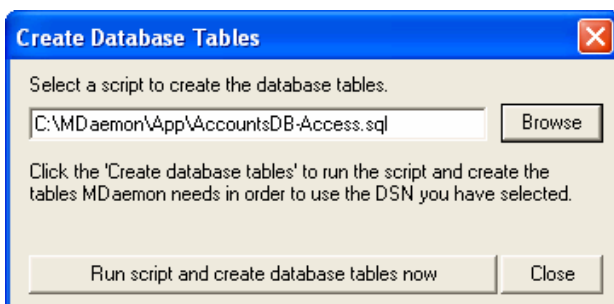 Create Database Tables
Select a script to create the database tables.
C:\MDaemon\App\AccountsDB-Access.sql
Browse
Click the 'Create database tables' to run the script and create the
tables MDaemon needs in order to use the DSN you have selected.
Run script and create database tables now
Close